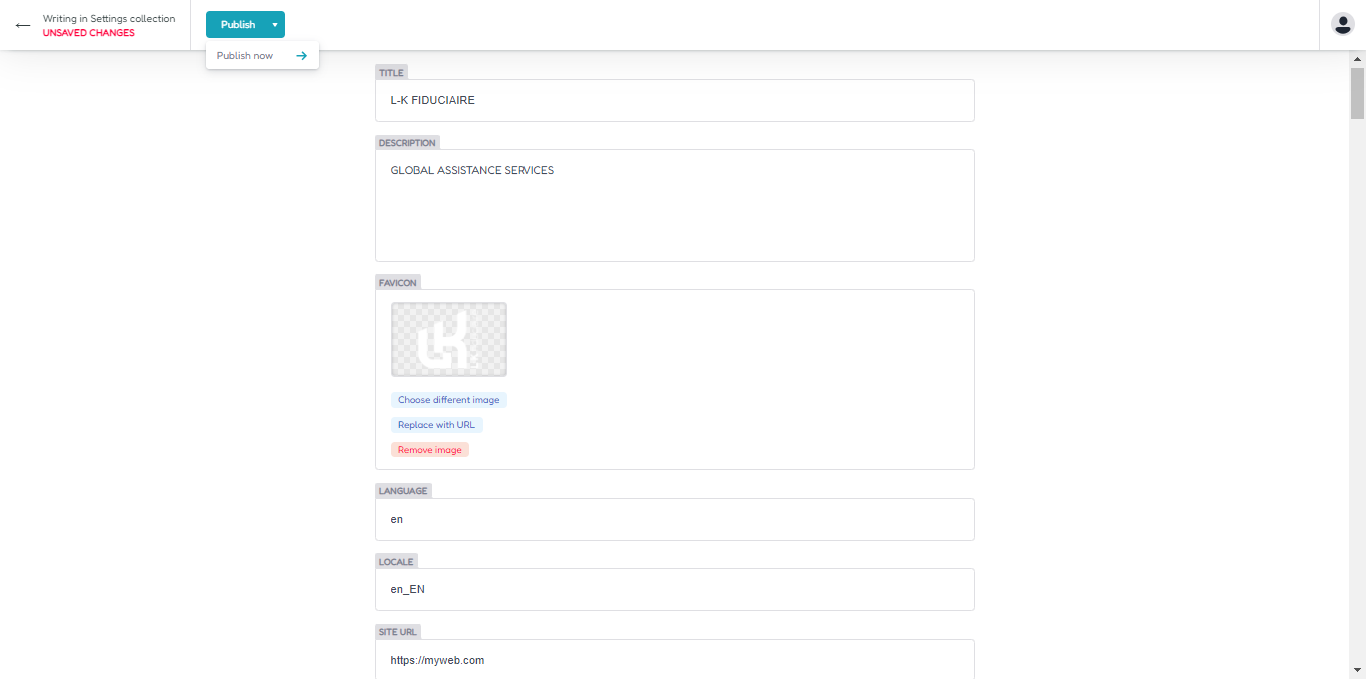 Writing in Settings collection
UNSAVED CHANGES
Publish
Publish now
TITLE
L-K FIDUCIAIRE
DESCRIPTION
GLOBAL ASSISTANCE SERVICES
FAVICON
LK
Choose different image
Replace with URL
Remove image
LANGUAGE
en
LOCALE
en_EN
SITE URL
https://myweb.com